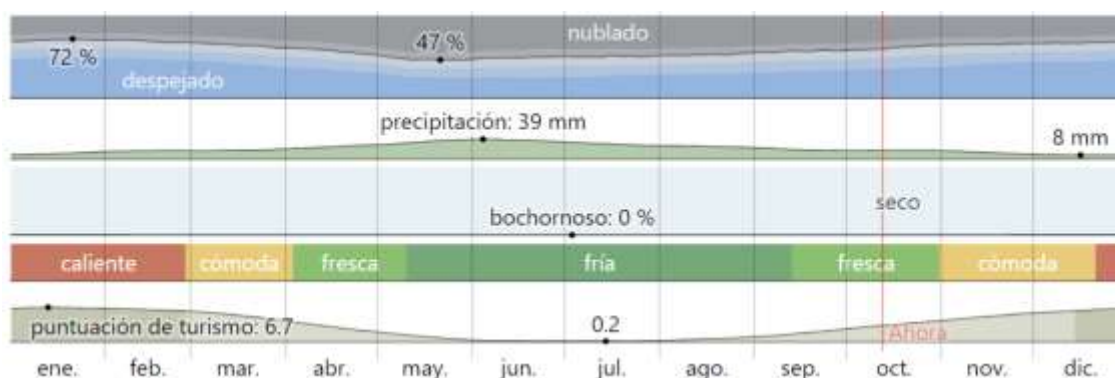 nublado
72 %
47 %
despejado
precipitación: 39 mm
8 mm
seco
bochornoso: 0 %
caliente cómoda fresca fría fresca cómoda
puntuación de turismo: 6.7
0.2
Ahora
ene. feb. mar. abr. may. jun. jul. ago. sep. oct. nov. dic.